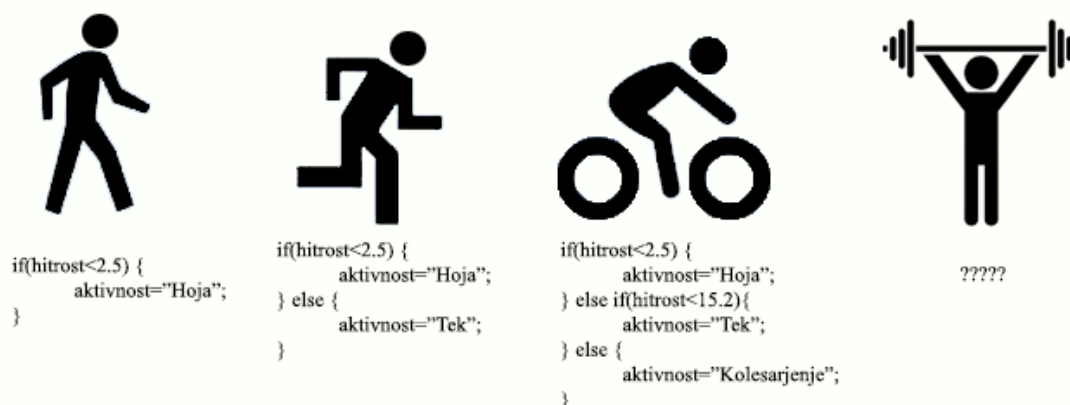 if(hitrost<2.5) {
aktivnost=”Hoja”;
}
if(hitrost<2.5) {
aktivnost=”Hoja”;
} else {
aktivnost=”Tek”;
}
if(hitrost<2.5) {
aktivnost=”Hoja”;
} else if(hitrost<15.2){
aktivnost=”Tek”;
} else {
aktivnost=”Kolesarjenje”;
}
?????